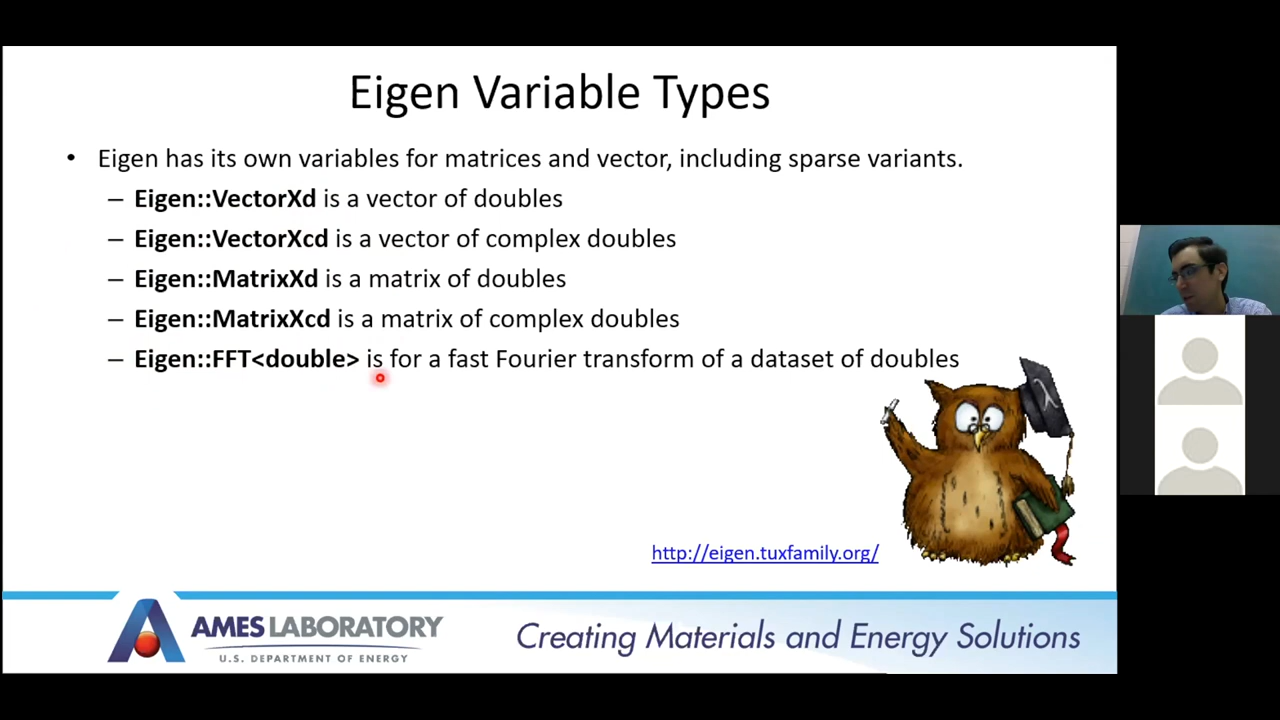 Eigen Variable Types
• Eigen has its own variables for matrices and vector, including sparse variants.
– Eigen::VectorXd is a vector of doubles
– Eigen::VectorXcd is a vector of complex doubles
– Eigen::MatrixXd is a matrix of doubles
– Eigen::MatrixXcd is a matrix of complex doubles
– Eigen::FFT<double> is for a fast Fourier transform of a dataset of doubles
λ
http://eigen.tuxfamily.org/
AMES LABORATORY
U.S. DEPARTMENT OF ENERGY
Creating Materials and Energy Solutions